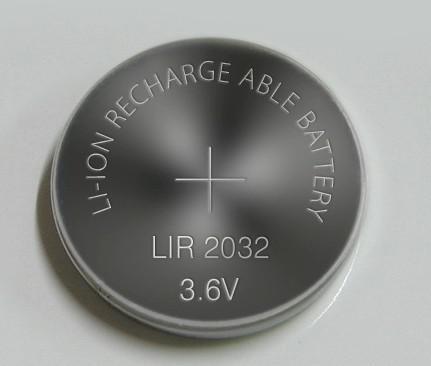 LI-ION RECHARGE ABLE BATTERY
LIR 2032
3.6V